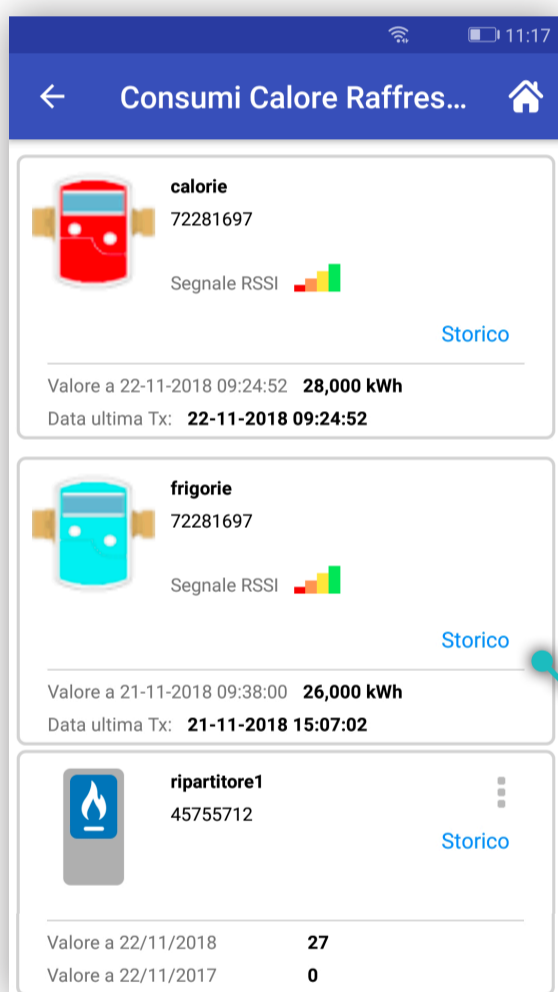 11:17
Consumi Calore Raffres...
calorie
72281697
Segnale RSSI
Storico
Valore a 22-11-2018 09:24:52 28,000 kWh
Data ultima Tx: 22-11-2018 09:24:52
frigorie
72281697
Segnale RSSI
Storico
Valore a 21-11-2018 09:38:00 26,000 kWh
Data ultima Tx: 21-11-2018 15:07:02
ripartitore1
45755712
Storico
Valore a 22/11/2018 27
Valore a 22/11/2017 0